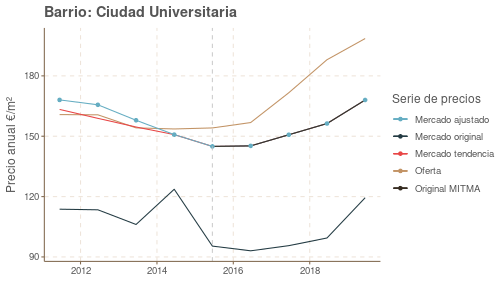 Barrio: Ciudad Universitaria
Precio anual €/m²
180
150
120
90
2012
2014
2016
2018
Serie de precios
Mercado ajustado
Mercado original
Mercado tendencia
Oferta
Original MITMA